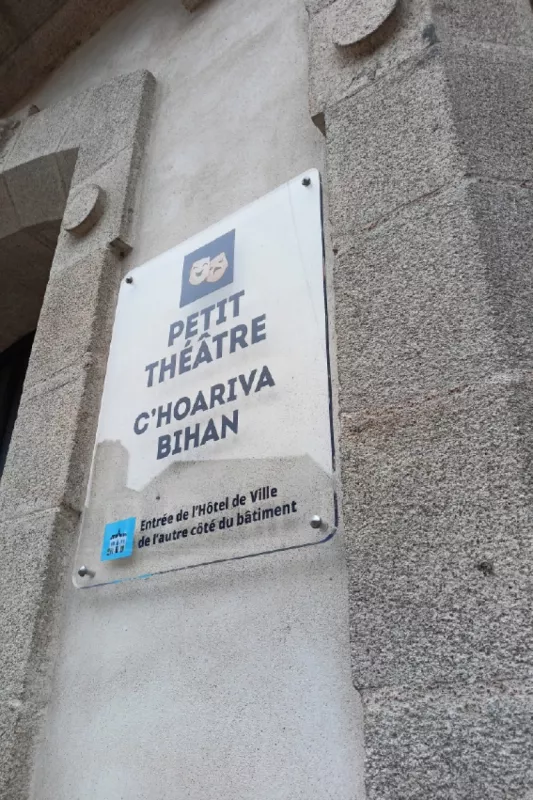 PETIT
THÉÂTRE
C'HOARIVA
BIHAN
Entrée de l'Hôtel de Ville
de l'autre côté du bâtiment